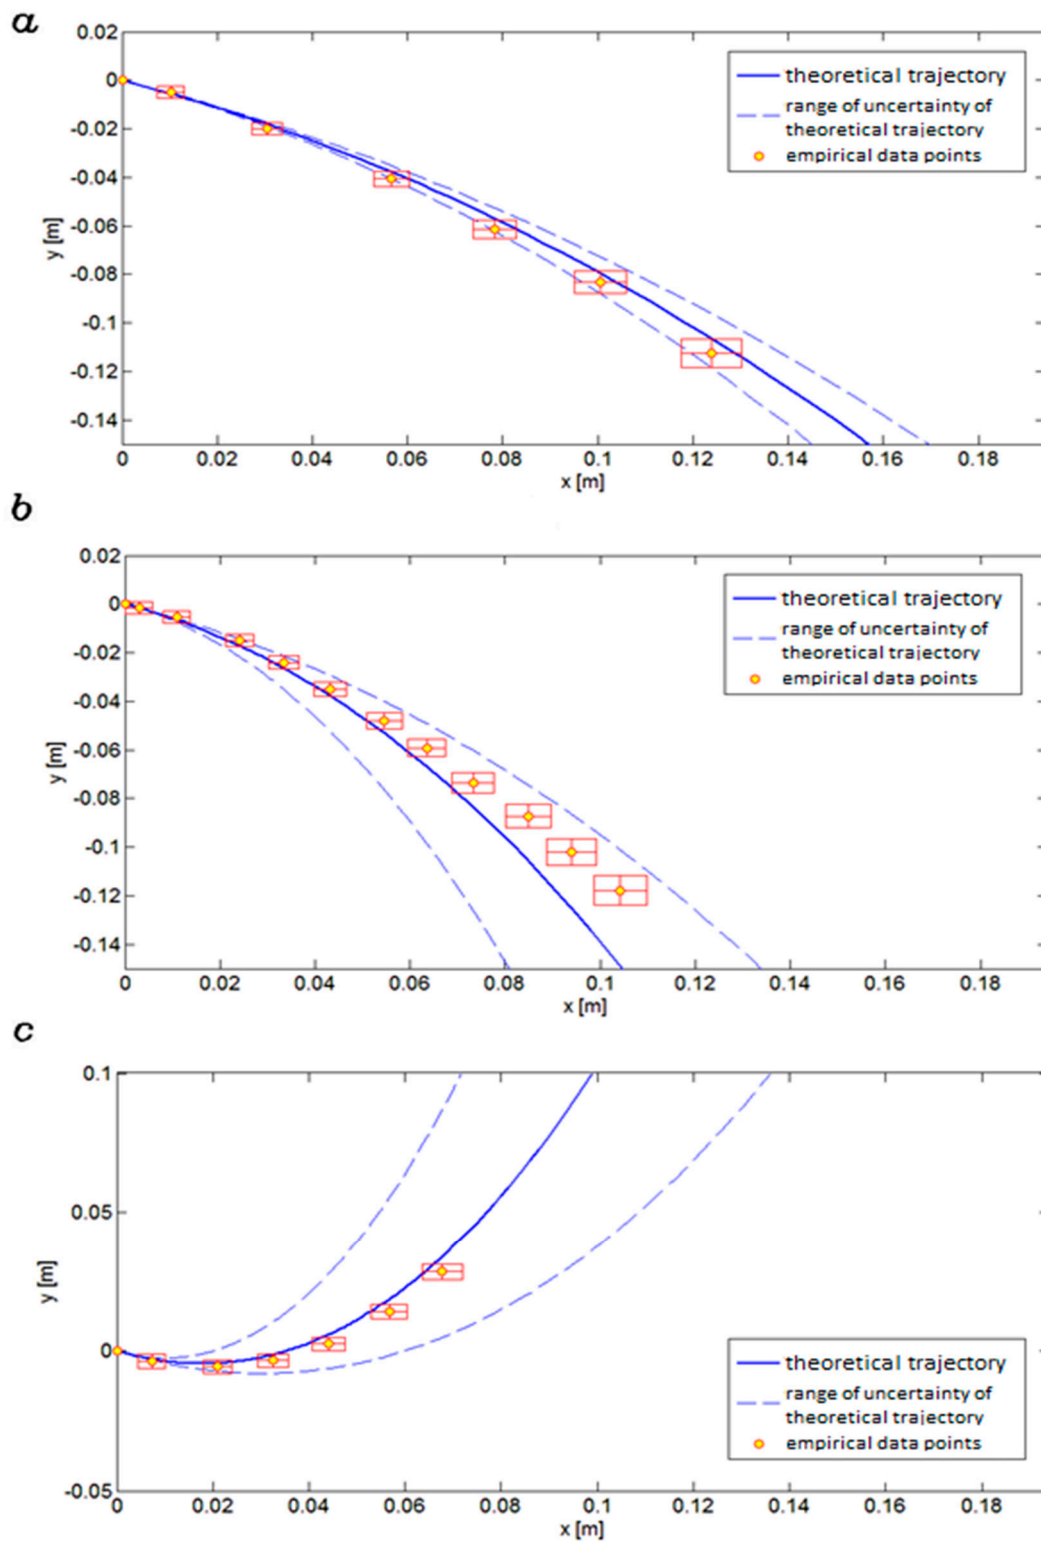 a
0.02
0
-0.02
-0.04
-0.06
-0.08
-0.1
-0.12
-0.14
y [m]
theoretical trajectory
range of uncertainty of
theoretical trajectory
empirical data points
0 0.02 0.04 0.06 0.08 0.1 0.12 0.14 0.16 0.18
x [m]
b
0.02
0
-0.02
-0.04
-0.06
-0.08
-0.1
-0.12
-0.14
y [m]
theoretical trajectory
range of uncertainty of
theoretical trajectory
empirical data points
0 0.02 0.04 0.06 0.08 0.1 0.12 0.14 0.16 0.18
x [m]
c
0.1
0.05
0
-0.05
y [m]
theoretical trajectory
range of uncertainty of
theoretical trajectory
empirical data points
0 0.02 0.04 0.06 0.08 0.1 0.12 0.14 0.16 0.18
x [m]